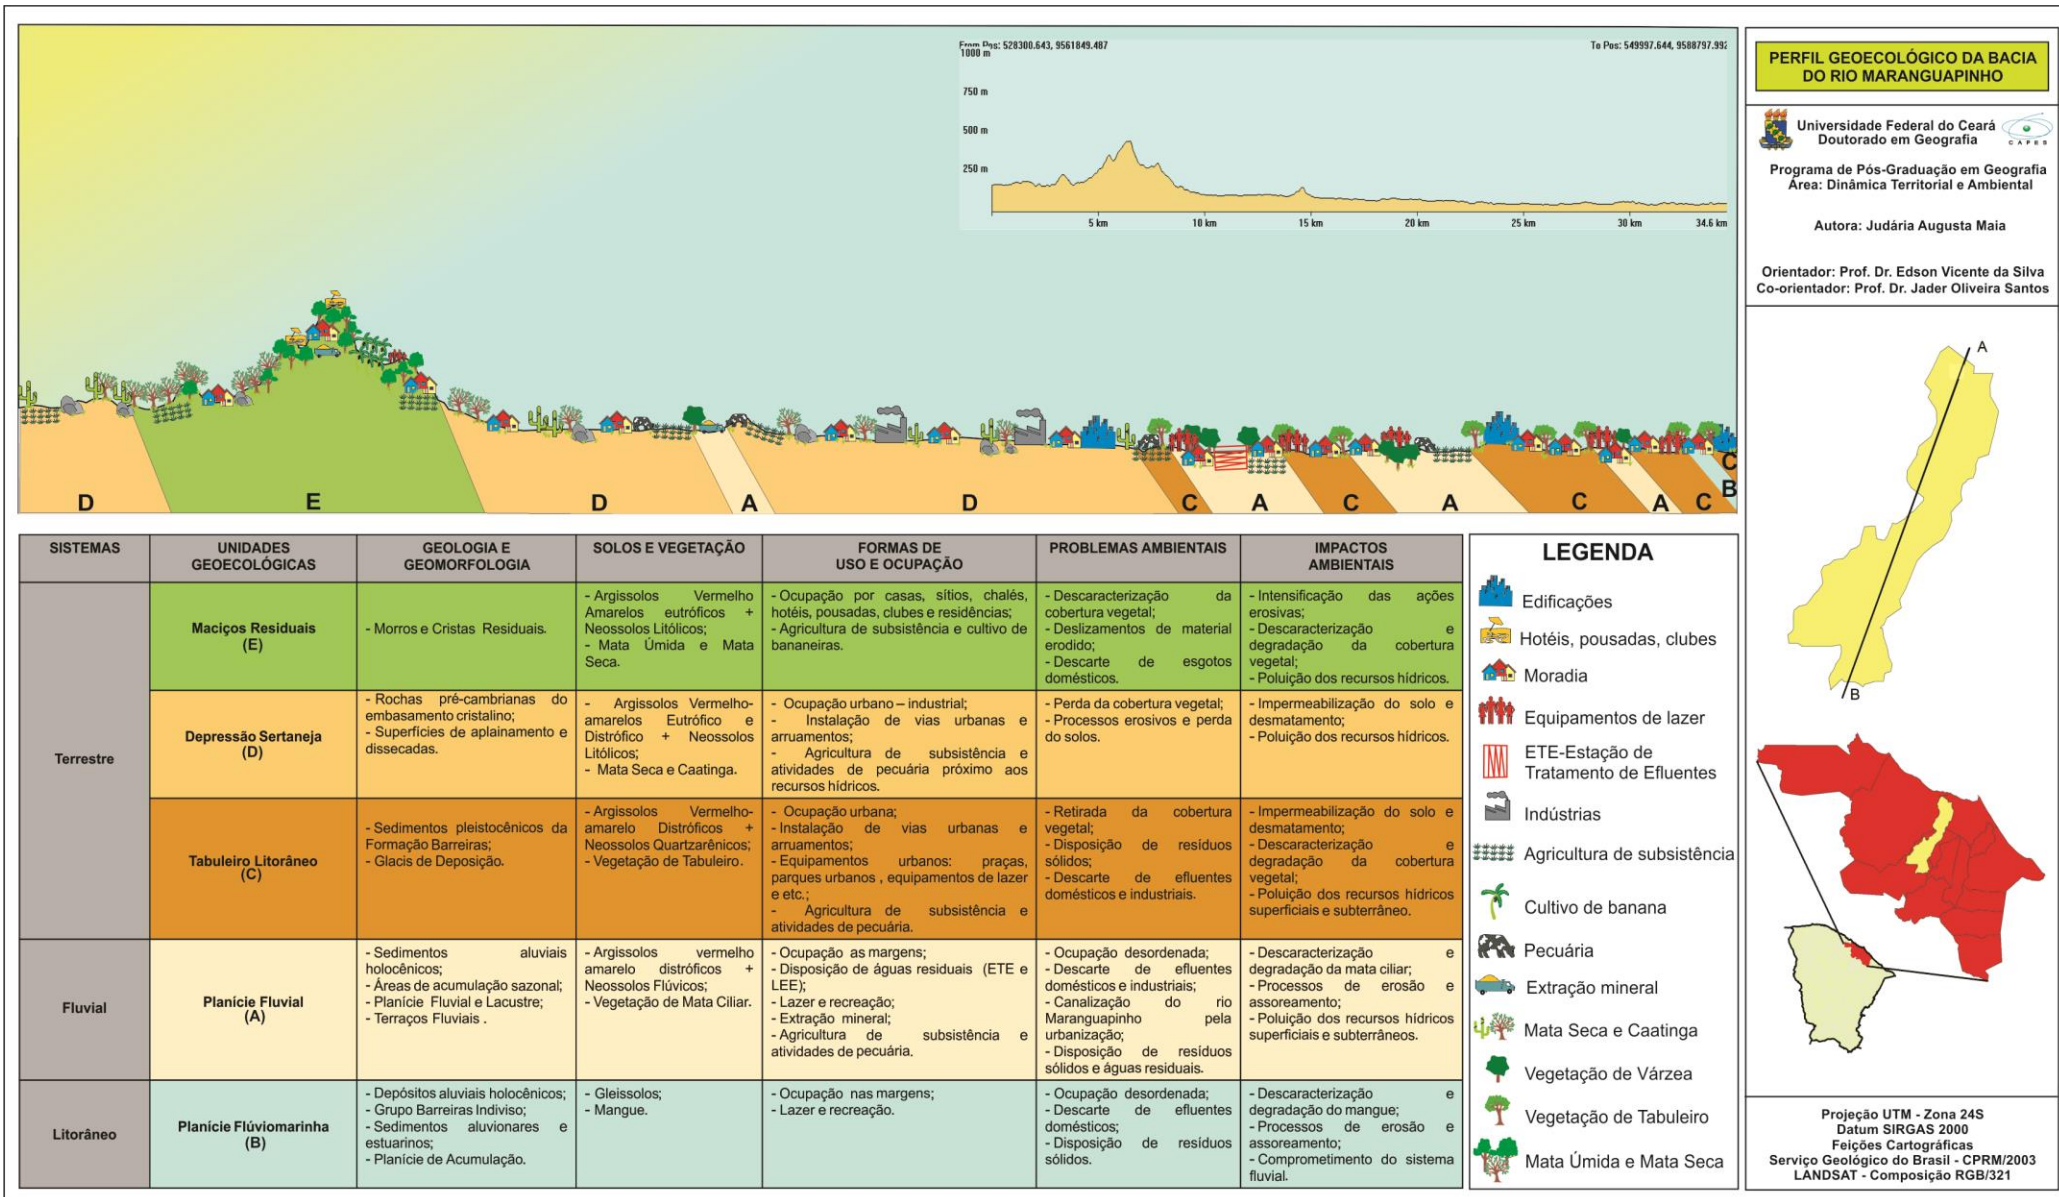 From Pos: 528300.643, 9561849.487
To Pos: 549997.644, 9588797.992
1000 m
750 m
500 m
250 m
5 km
10 km
15 km
20 km
25 km
30 km
34.6 km
D
E
D
A
D
C
A
C
A
C
A
C
C
B
PERFIL GEOECOLÓGICO DA BACIA
DO RIO MARANGUAPINHO
Universidade Federal do Ceará
Doutorado em Geografia
CAPES
Programa de Pós-Graduação em Geografia
Área: Dinâmica Territorial e Ambiental
Autora: Judária Augusta Maia
Orientador: Prof. Dr. Edson Vicente da Silva
Co-orientador: Prof. Dr. Jader Oliveira Santos
A
B
SISTEMAS
UNIDADES
GEOECOLÓGICAS
GEOLOGIA E
GEOMORFOLOGIA
SOLOS E VEGETAÇÃO
FORMAS DE
USO E OCUPAÇÃO
PROBLEMAS AMBIENTAIS
IMPACTOS
AMBIENTAIS
Terrestre
Maciços Residuais
(E)
- Morros e Cristas Residuais.
- Argissolos Vermelho
Amarelos eutróficos +
Neossolos Litólicos;
- Mata Úmida e Mata
Seca.
- Ocupação por casas, sítios, chalés,
hotéis, pousadas, clubes e residências;
- Agricultura de subsistência e cultivo de
bananeiras.
- Descaracterização da
cobertura vegetal;
- Deslizamentos de material
erodido;
- Descarte de esgotos
domésticos.
- Intensificação das ações
erosivas;
- Descaracterização e
degradação da cobertura
vegetal;
- Poluição dos recursos hídricos.
Depressão Sertaneja
(D)
- Rochas pré-cambrianas do
embasamento cristalino;
- Superfícies de aplainamento e
dissecadas.
- Argissolos Vermelho-
amarelos Eutrófico e
Distrófico + Neossolos
Litólicos;
- Mata Seca e Caatinga.
- Ocupação urbano – industrial;
- Instalação de vias urbanas e
arruamentos;
- Agricultura de subsistência e
atividades de pecuária próximo aos
recursos hídricos.
- Perda da cobertura vegetal;
- Processos erosivos e perda
do solos.
- Impermeabilização do solo e
desmatamento;
- Poluição dos recursos hídricos.
Tabuleiro Litorâneo
(C)
- Sedimentos pleistocênicos da
Formação Barreiras;
- Glacis de Deposição.
- Argissolos Vermelho-
amarelo Distróficos +
Neossolos Quartzarênicos;
- Vegetação de Tabuleiro.
- Ocupação urbana;
- Instalação de vias urbanas e
arruamentos;
- Equipamentos urbanos: praças,
parques urbanos , equipamentos de lazer
e etc.;
- Agricultura de subsistência e
atividades de pecuária.
- Retirada da cobertura
vegetal;
- Disposição de resíduos
sólidos;
- Descarte de efluentes
domésticos e industriais.
- Impermeabilização do solo e
desmatamento;
- Descaracterização e
degradação da cobertura
vegetal;
- Poluição dos recursos hídricos
superficiais e subterrâneo.
Fluvial
Planície Fluvial
(A)
- Sedimentos aluviais
holocênicos;
- Áreas de acumulação sazonal;
- Planície Fluvial e Lacustre;
- Terraços Fluviais .
- Argissolos vermelho
amarelo distróficos +
Neossolos Flúvicos;
- Vegetação de Mata Ciliar.
- Ocupação as margens;
- Disposição de águas residuais (ETE e
LEE);
- Lazer e recreação;
- Extração mineral;
- Agricultura de subsistência e
atividades de pecuária.
- Ocupação desordenada;
- Descarte de efluentes
domésticos e industriais;
- Canalização do rio
Maranguapinho pela
urbanização;
- Disposição de resíduos
sólidos e águas residuais.
- Descaracterização e
degradação da mata ciliar;
- Processos de erosão e
assoreamento;
- Poluição dos recursos hídricos
superficiais e subterrâneos.
Litorâneo
Planície Flúviomarinha
(B)
- Depósitos aluviais holocênicos;
- Grupo Barreiras Indiviso;
- Sedimentos aluvionares e
estuarinos;
- Planície de Acumulação.
- Gleissolos;
- Mangue.
- Ocupação nas margens;
- Lazer e recreação.
- Ocupação desordenada;
- Descarte de efluentes
domésticos;
- Disposição de resíduos
sólidos.
- Descaracterização e
degradação do mangue;
- Processos de erosão e
assoreamento;
- Comprometimento do sistema
fluvial.
LEGENDA
Edificações
Hotéis, pousadas, clubes
Moradia
Equipamentos de lazer
ETE-Estação de
Tratamento de Efluentes
Indústrias
Agricultura de subsistência
Cultivo de banana
Pecuária
Extração mineral
Mata Seca e Caatinga
Vegetação de Várzea
Vegetação de Tabuleiro
Mata Úmida e Mata Seca
Projeção UTM - Zona 24S
Datum SIRGAS 2000
Feições Cartográficas
Serviço Geológico do Brasil - CPRM/2003
LANDSAT - Composição RGB/321